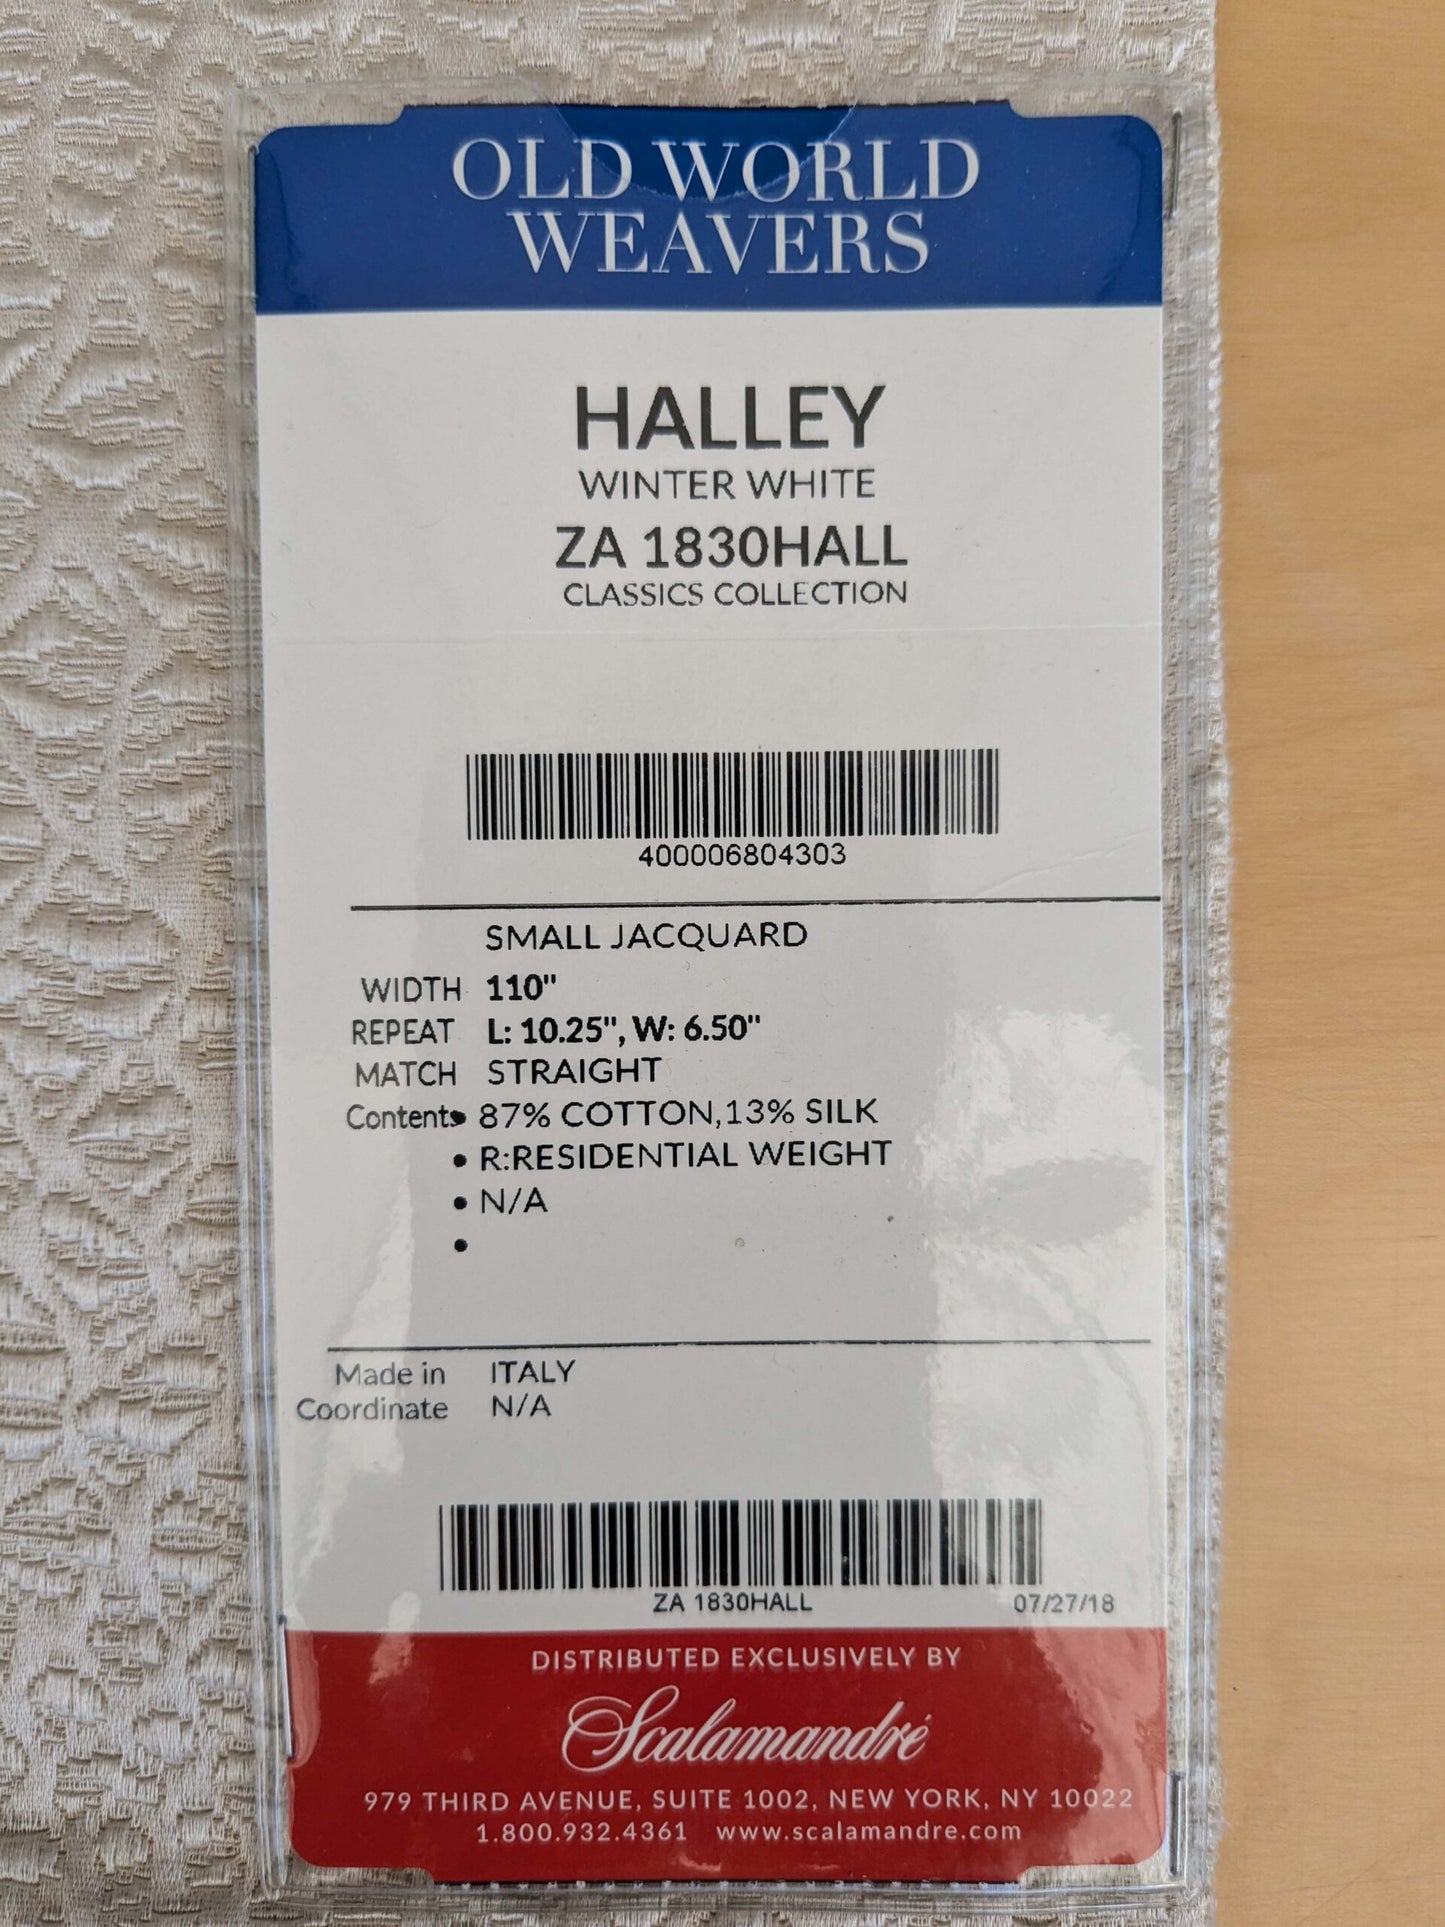 OLD WORLD
WEAVERS
HALLEY
WINTER WHITE
ZA 1830HALL
CLASSICS COLLECTION
400006804303
SMALL JACQUARD
WIDTH 110"
REPEAT L: 10.25", W: 6.50"
MATCH STRAIGHT
Contents • 87% COTTON,13% SILK
• R:RESIDENTIAL WEIGHT
• N/A
•
Made in ITALY
Coordinate N/A
ZA 1830HALL 07/27/18
DISTRIBUTED EXCLUSIVELY BY
Scalamandré
979 THIRD AVENUE, SUITE 1002, NEW YORK, NY 10022
1.800.932.4361 www.scalamandre.com